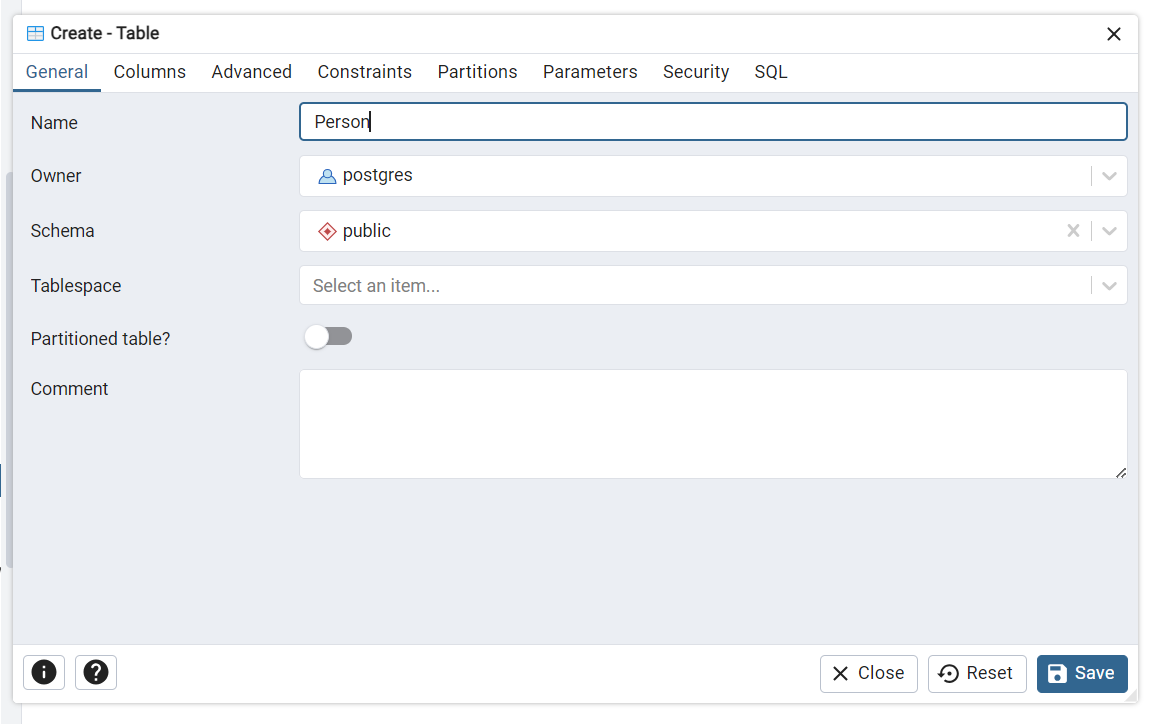 Create - Table
General Columns Advanced Constraints Partitions Parameters Security SQL
Name Person
Owner postgres
Schema public
Tablespace Select an item...
Partitioned table?
Comment
Close Reset Save